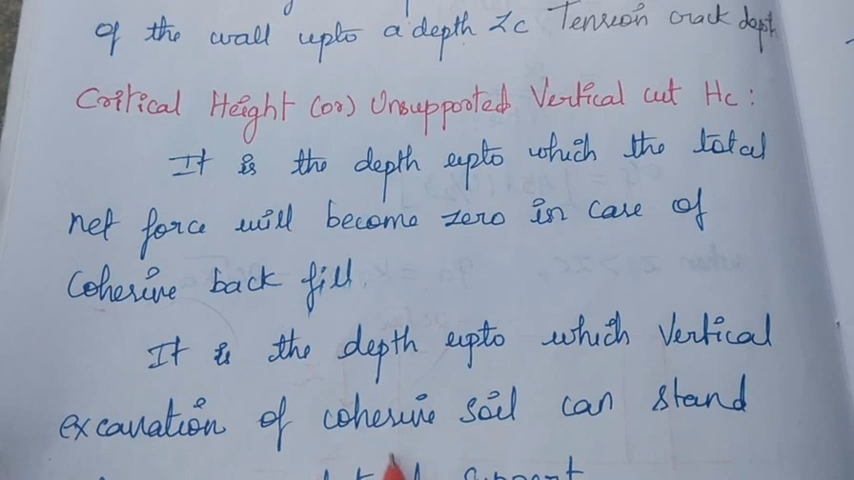 of the wall upto a depth Zc Tension crack depth
Critical Height (or) Unsupported Vertical cut Hc :
It is the depth upto which the total
net force will become zero in case of
Cohesive back fill.
It is the depth upto which Vertical
excavation of cohesive soil can stand
support